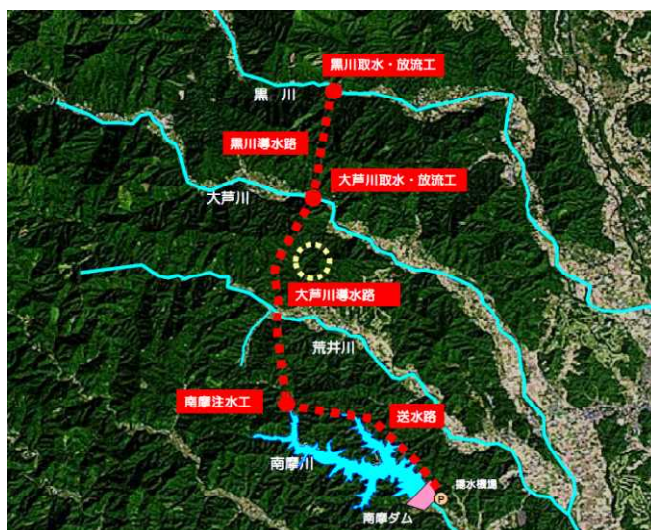 黒川取水・放流工
黒　川
黒川導水路
大芦川取水・放流工
大芦川
大芦川導水路
荒井川
南摩注水工
送水路
南摩川
揚水機場
P
南摩ダム